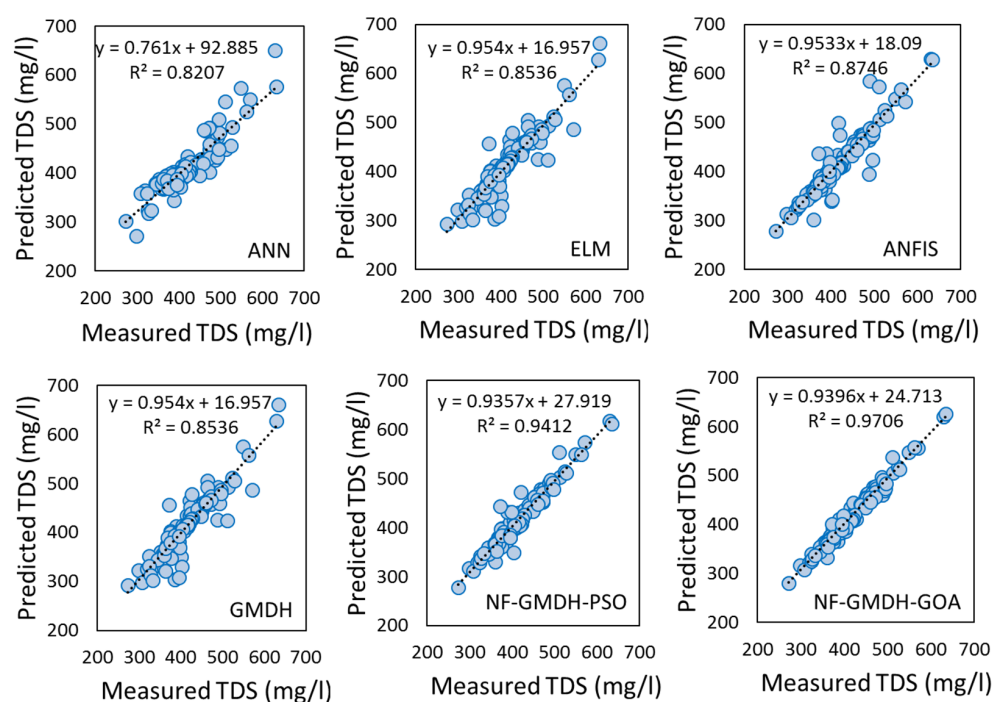 700
y = 0.761x + 92.885
R² = 0.8207
600
500
400
300
200
Predicted TDS (mg/l)
ANN
200 300 400 500 600 700
Measured TDS (mg/l)
700
y = 0.954x + 16.957
R² = 0.8536
600
500
400
300
200
Predicted TDS (mg/l)
ELM
200 300 400 500 600 700
Measured TDS (mg/l)
700
y = 0.9533x + 18.09
R² = 0.8746
600
500
400
300
200
Predicted TDS (mg/l)
ANFIS
200 300 400 500 600 700
Measured TDS (mg/l)
700
y = 0.954x + 16.957
R² = 0.8536
600
500
400
300
200
Predicted TDS (mg/l)
GMDH
200 300 400 500 600 700
Measured TDS (mg/l)
700
y = 0.9357x + 27.919
R² = 0.9412
600
500
400
300
200
Predicted TDS (mg/l)
NF-GMDH-PSO
200 300 400 500 600 700
Measured TDS (mg/l)
700
y = 0.9396x + 24.713
R² = 0.9706
600
500
400
300
200
Predicted TDS (mg/l)
NF-GMDH-GOA
200 300 400 500 600 700
Measured TDS (mg/l)